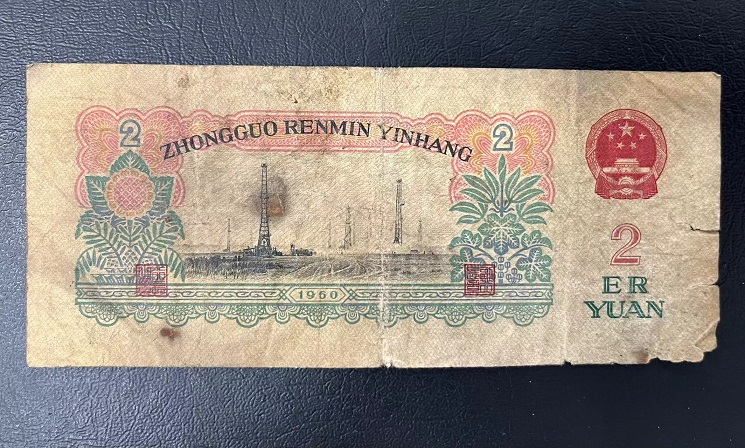 2
ZHONGGUO RENMIN YINHANG
2
1960
2
ER
YUAN